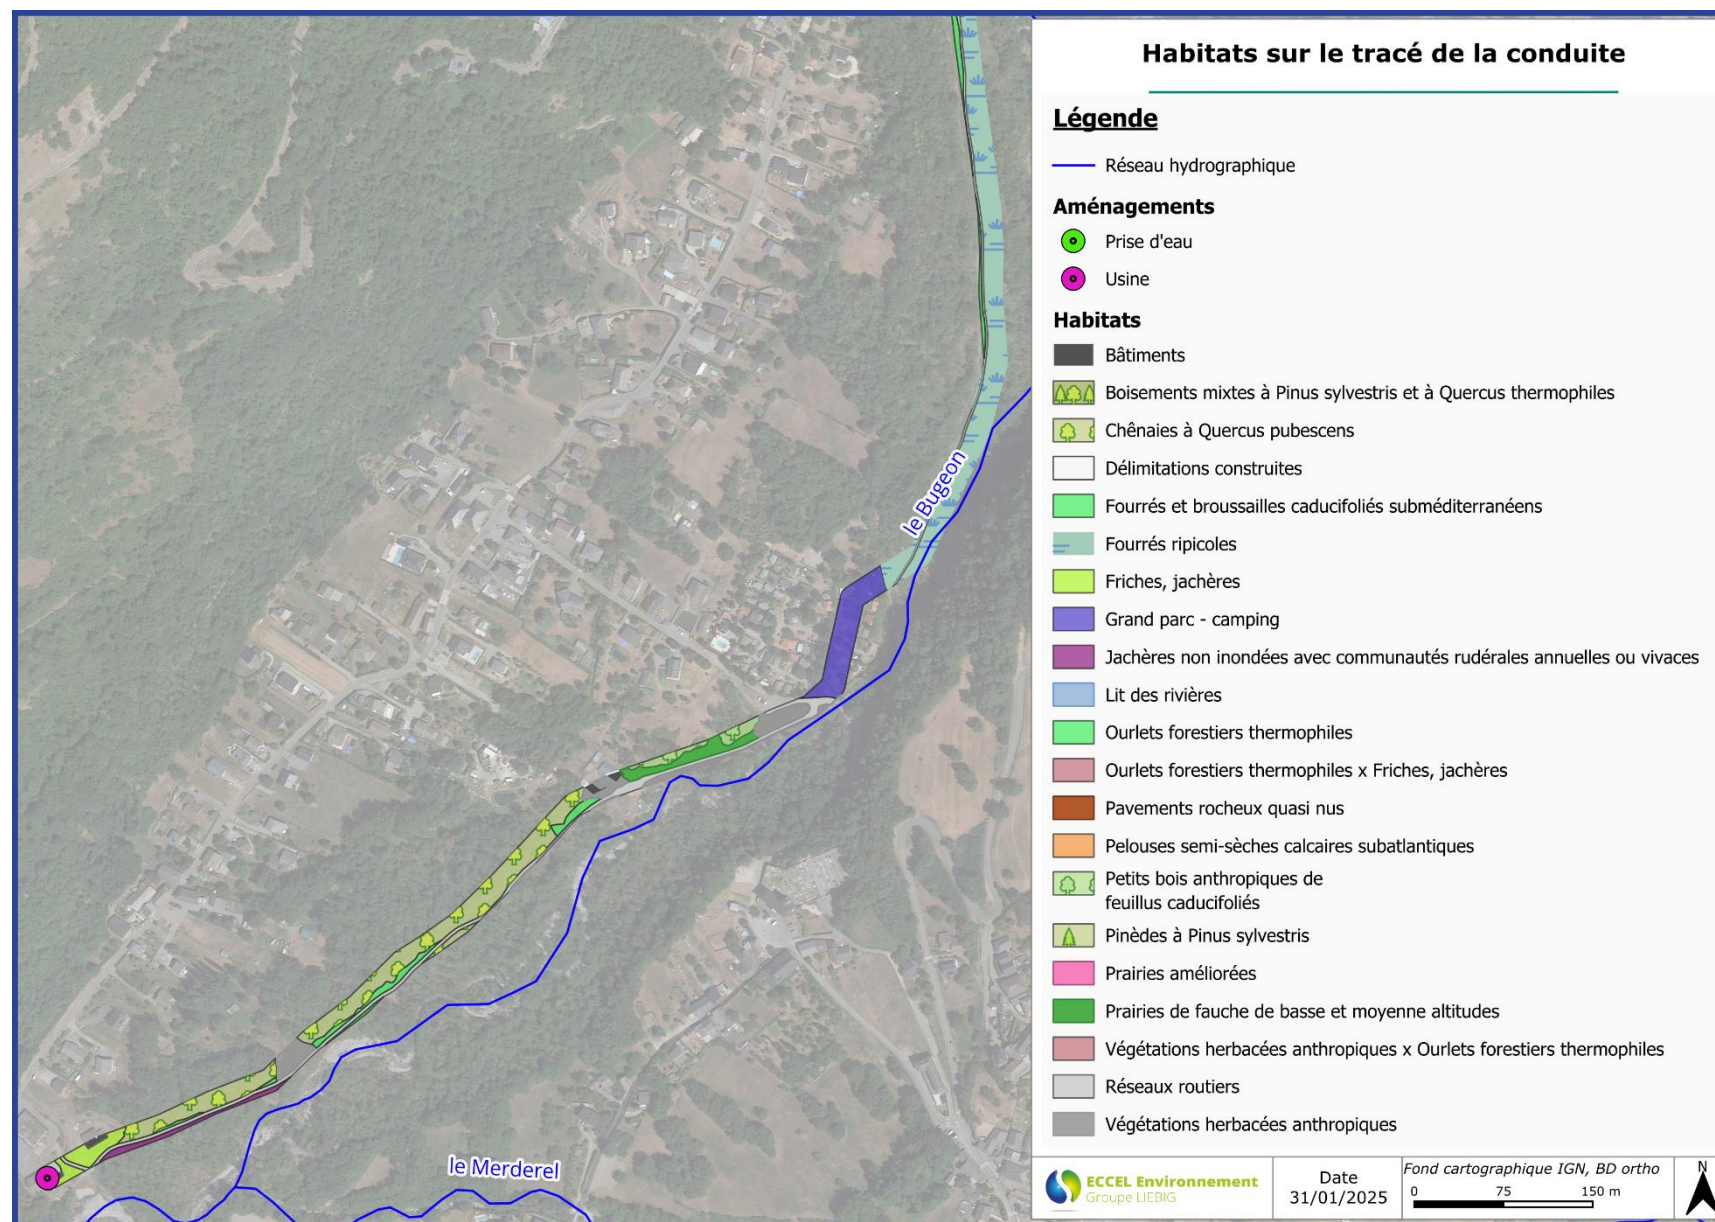 Habitats sur le tracé de la conduite
Légende
Réseau hydrographique
Aménagements
Prise d'eau
Usine
Habitats
Bâtiments
Boisements mixtes à Pinus sylvestris et à Quercus thermophiles
Chênaies à Quercus pubescens
Délimitations construites
Fourrés et broussailles caducifoliés subméditerranéens
Fourrés ripicoles
Friches, jachères
Grand parc - camping
Jachères non inondées avec communautés rudérales annuelles ou vivaces
Lit des rivières
Ourlets forestiers thermophiles
Ourlets forestiers thermophiles x Friches, jachères
Pavements rocheux quasi nus
Pelouses semi-sèches calcaires subatlantiques
Petits bois anthropiques de
feuillus caducifoliés
Pinèdes à Pinus sylvestris
Prairies améliorées
Prairies de fauche de basse et moyenne altitudes
Végétations herbacées anthropiques x Ourlets forestiers thermophiles
Réseaux routiers
Végétations herbacées anthropiques
le Bugeon
le Merderel
ECCEL Environnement
Groupe LIEBIG
Date
31/01/2025
Fond cartographique IGN, BD ortho
0 75 150 m
N